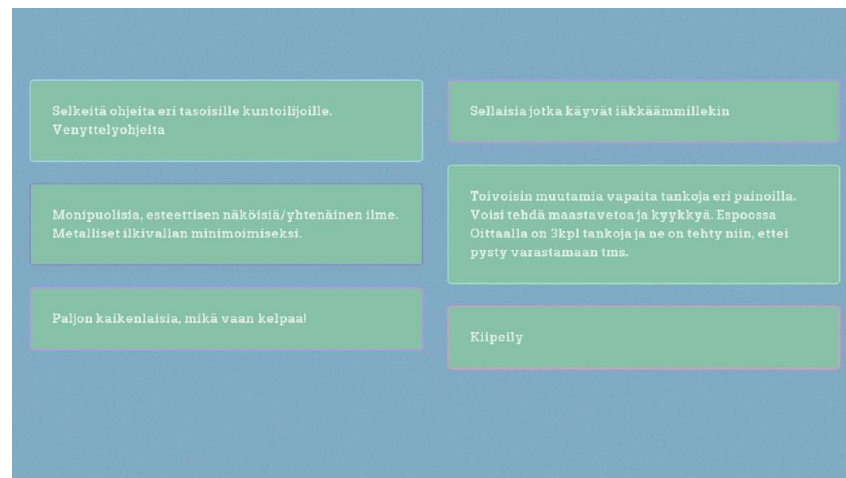 Selkeitä ohjeita eri tasoisille kuntoilijoille.
Venyttelyohjeita
Monipuolisia, esteettisen näköisiä/yhtenäinen ilme.
Metalliset ilkivallan minimoimiseksi.
Paljon kaikenlaisia, mikä vaan kelpaa!
Sellaisia jotka käyvät iäkkäämmillekin
Toivoisin muutamia vapaita tankoja eri painoilla.
Voisi tehdä maastavetoa ja kyykkyä. Espoossa
Oittaalla on 3kpl tankoja ja ne on tehty niin, ettei
pysty varastamaan tms.
Kiipeily